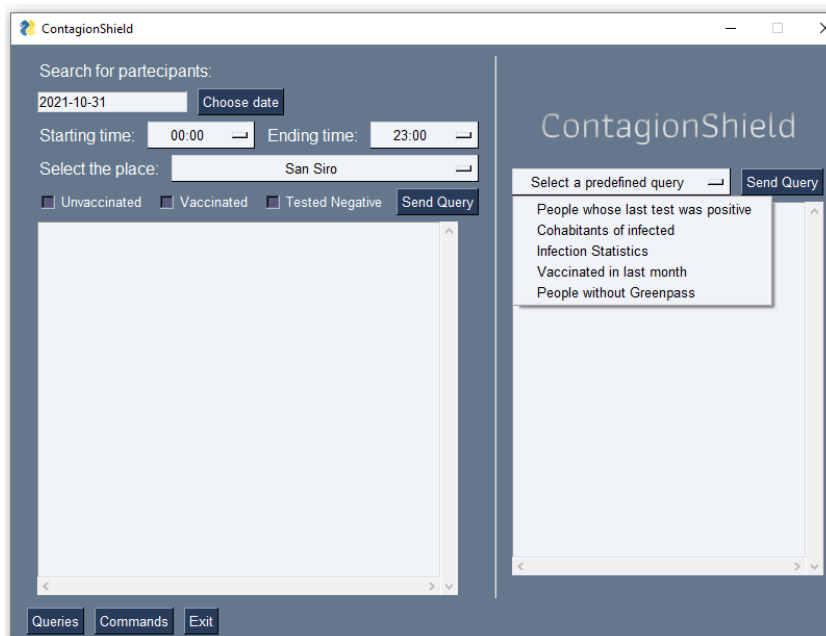 ContagionShield
Search for partecipants:
2021-10-31 Choose date
Starting time: 00:00 Ending time: 23:00
Select the place: San Siro
Unvaccinated Vaccinated Tested Negative Send Query
ContagionShield
Select a predefined query Send Query
People whose last test was positive
Cohabitants of infected
Infection Statistics
Vaccinated in last month
People without Greenpass
Queries Commands Exit